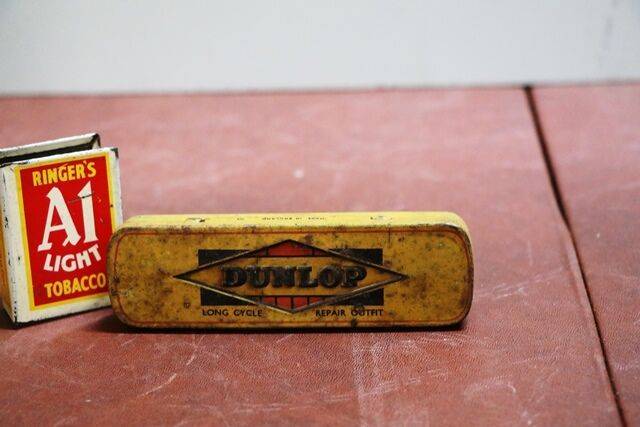 RINGER'S
A1
LIGHT
TOBACCO
DUNLOP
LONG CYCLE REPAIR OUTFIT